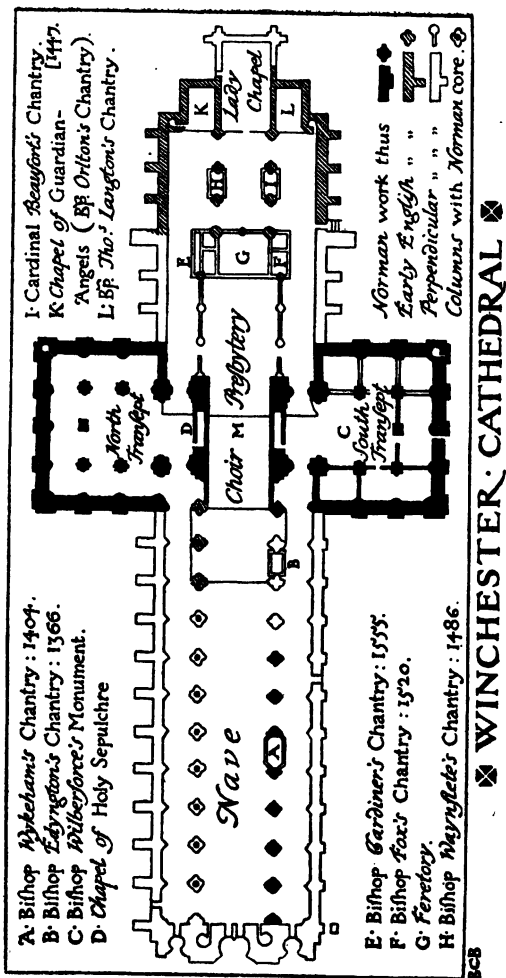 A· Biſhop Wykeham's Chantry : 1404.
B· Biſhop Edyngton's Chantry : 1366.
C· Biſhop Wilberforce's Monument.
D· Chapel of Holy Sepulchre
I· Cardinal Beaufort's Chantry
[1447.
K· Chapel of Guardian-
Angels (Bp. Orlton's Chantry).
L· Bp. Tho.s Langton's Chantry.
North
Tranſept
K
Lady
Chapel
L
H
I
E
G
F
D
Nave
A
B
Choir M Presbytery
C
South
Tranſept
E· Biſhop Gardiner's Chantry : 1555.
F· Biſhop Fox's Chantry : 1520.
G· Feretory.
H· Biſhop Waynflete's Chantry : 1486.
Norman work thus
Early Engliſh „ „
Perpendicular „ „
Columns with Norman core.
WINCHESTER · CATHEDRAL
BCB